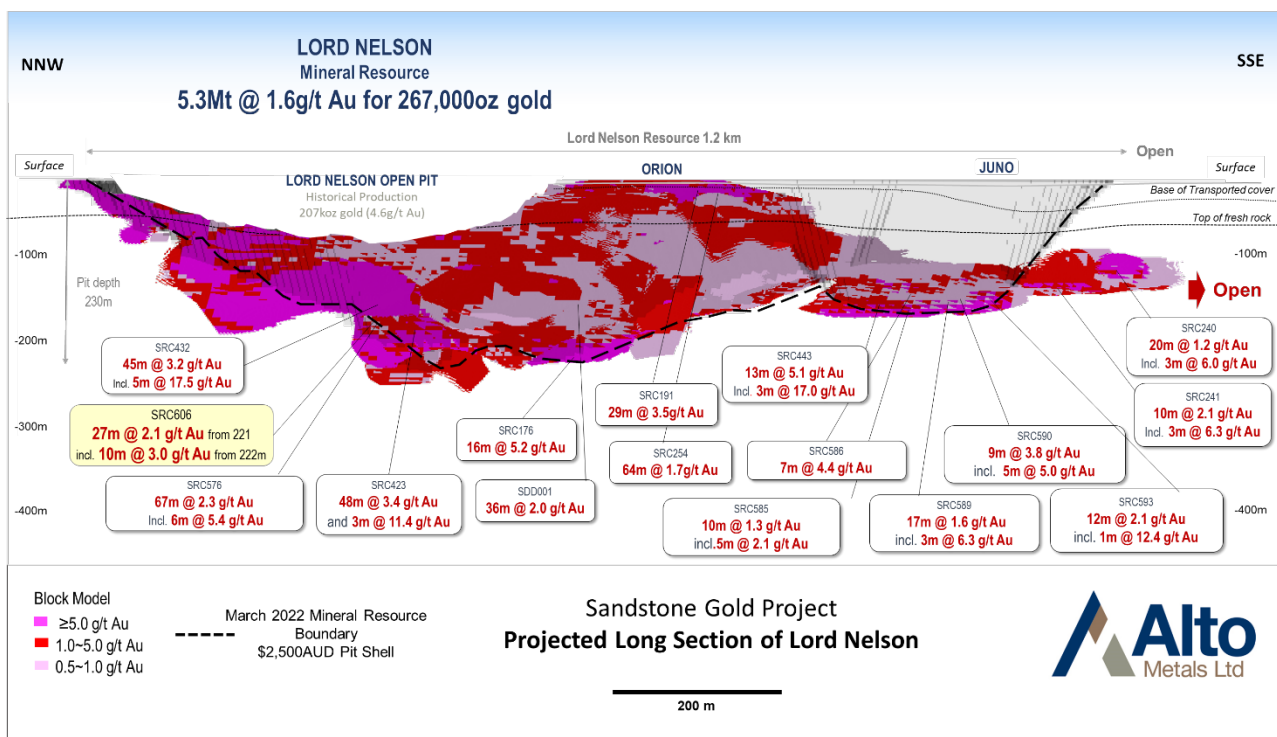 LORD NELSON
Mineral Resource
5.3Mt @ 1.6g/t Au for 267,000oz gold
NNW
SSE
Lord Nelson Resource 1.2 km
Open
Surface
Surface
LORD NELSON OPEN PIT
Historical Production
207koz gold (4.6g/t Au)
ORION
JUNO
Base of Transported cover
Top of fresh rock
-100m
-100m
Pit depth
230m
Open
-200m
-300m
-400m
-400m
SRC432
45m @ 3.2 g/t Au
Incl. 5m @ 17.5 g/t Au
SRC606
27m @ 2.1 g/t Au from 221
incl. 10m @ 3.0 g/t Au from 222m
SRC576
67m @ 2.3 g/t Au
Incl. 6m @ 5.4 g/t Au
SRC423
48m @ 3.4 g/t Au
and 3m @ 11.4 g/t Au
SRC176
16m @ 5.2 g/t Au
SDD001
36m @ 2.0 g/t Au
SRC191
29m @ 3.5g/t Au
SRC254
64m @ 1.7g/t Au
SRC443
13m @ 5.1 g/t Au
Incl. 3m @ 17.0 g/t Au
SRC586
7m @ 4.4 g/t Au
SRC585
10m @ 1.3 g/t Au
incl.5m @ 2.1 g/t Au
SRC589
17m @ 1.6 g/t Au
incl. 3m @ 6.3 g/t Au
SRC590
9m @ 3.8 g/t Au
incl. 5m @ 5.0 g/t Au
SRC593
12m @ 2.1 g/t Au
incl. 1m @ 12.4 g/t Au
SRC240
20m @ 1.2 g/t Au
Incl. 3m @ 6.0 g/t Au
SRC241
10m @ 2.1 g/t Au
Incl. 3m @ 6.3 g/t Au
Block Model
≥5.0 g/t Au
1.0~5.0 g/t Au
0.5~1.0 g/t Au
March 2022 Mineral Resource
Boundary
$2,500AUD Pit Shell
Sandstone Gold Project
Projected Long Section of Lord Nelson
200 m
Alto
Metals Ltd